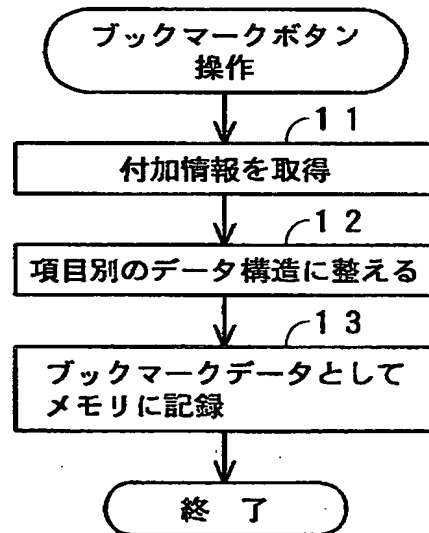 ブックマークボタン
操作
11
付加情報を取得
12
項目別のデータ構造に整える
13
ブックマークデータとして
メモリに記録
終 了